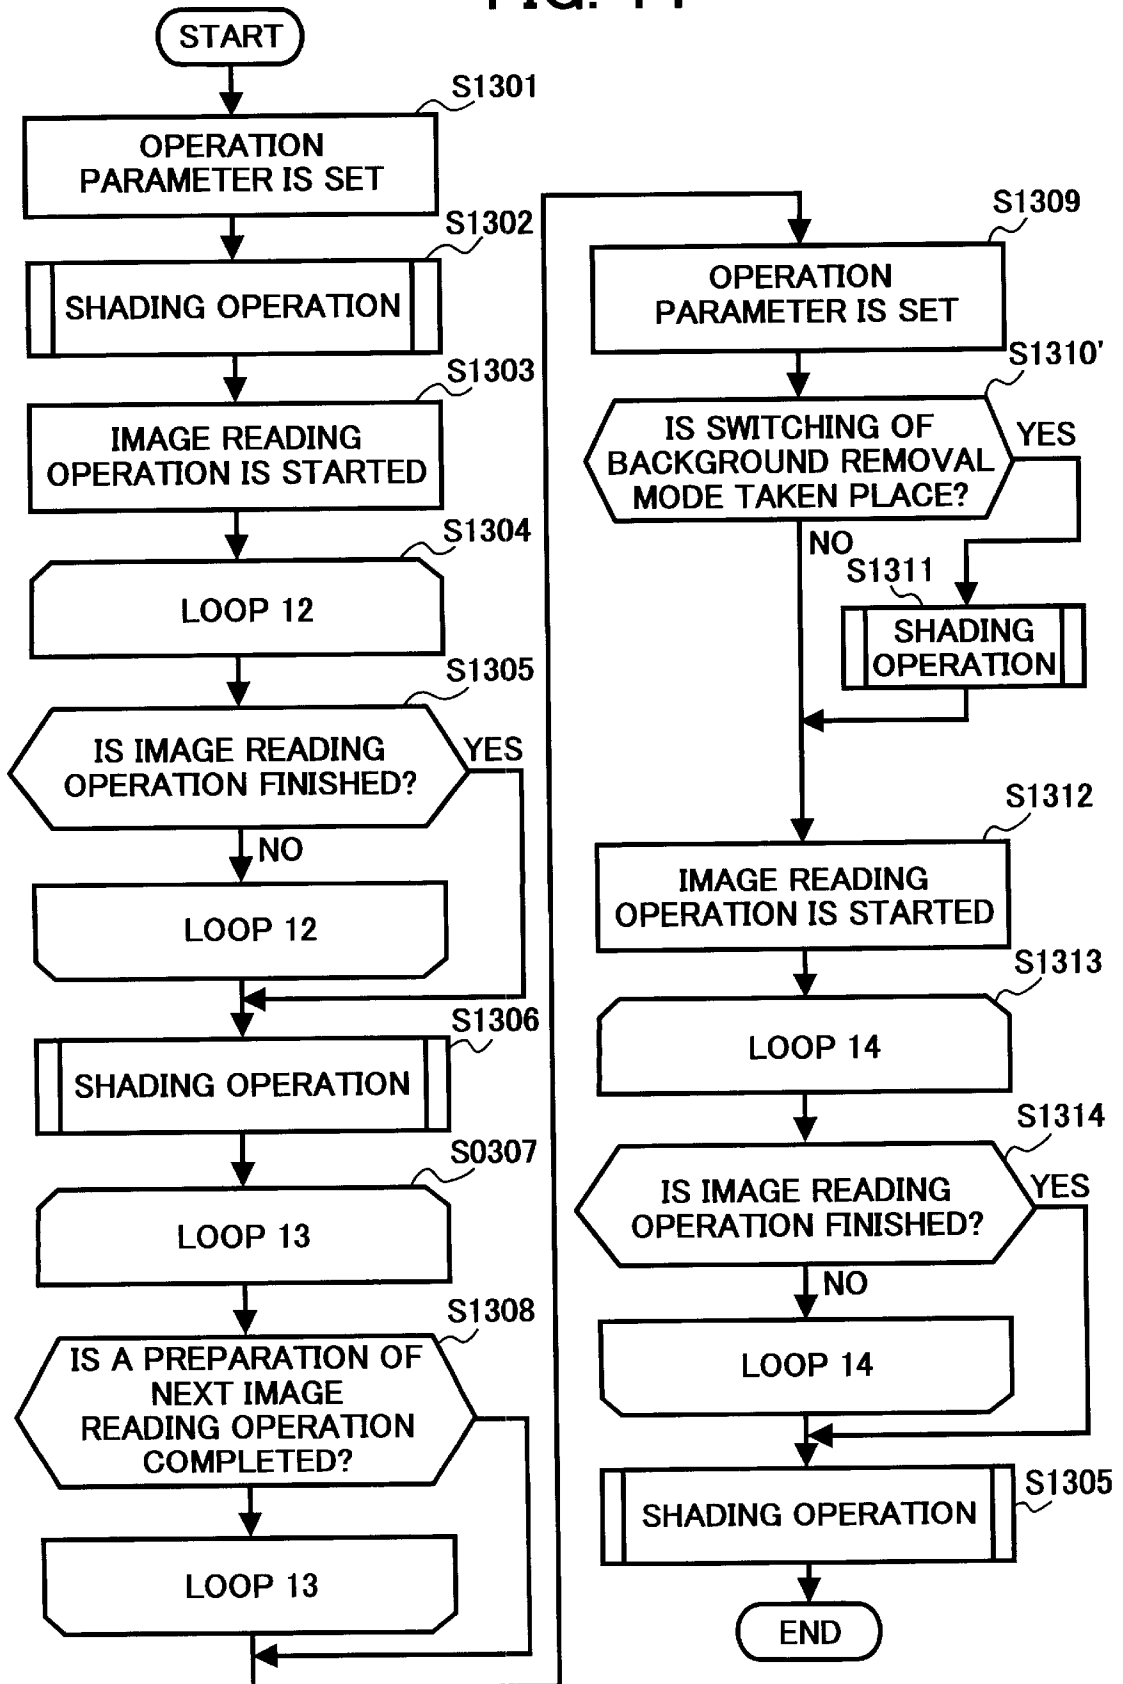 FIG. 14
START
S1301
OPERATION
PARAMETER IS SET
S1302
SHADING OPERATION
S1303
IMAGE READING
OPERATION IS STARTED
S1304
LOOP 12
S1305
IS IMAGE READING
OPERATION FINISHED?
YES
NO
LOOP 12
S1306
SHADING OPERATION
S0307
LOOP 13
S1308
IS A PREPARATION OF
NEXT IMAGE
READING OPERATION
COMPLETED?
LOOP 13
S1309
OPERATION
PARAMETER IS SET
S1310'
IS SWITCHING OF
BACKGROUND REMOVAL
MODE TAKEN PLACE?
YES
NO
S1311
SHADING
OPERATION
S1312
IMAGE READING
OPERATION IS STARTED
S1313
LOOP 14
S1314
IS IMAGE READING
OPERATION FINISHED?
YES
NO
LOOP 14
S1305
SHADING OPERATION
END